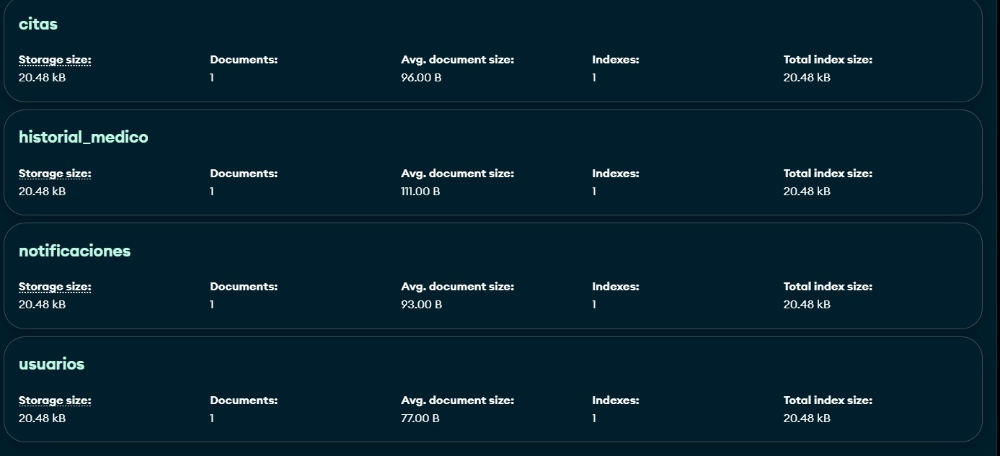 citas
Storage size: Documents: Avg. document size: Indexes: Total index size:
20.48 kB 1 96.00 B 1 20.48 kB
historial_medico
Storage size: Documents: Avg. document size: Indexes: Total index size:
20.48 kB 1 111.00 B 1 20.48 kB
notificaciones
Storage size: Documents: Avg. document size: Indexes: Total index size:
20.48 kB 1 93.00 B 1 20.48 kB
usuarios
Storage size: Documents: Avg. document size: Indexes: Total index size:
20.48 kB 1 77.00 B 1 20.48 kB